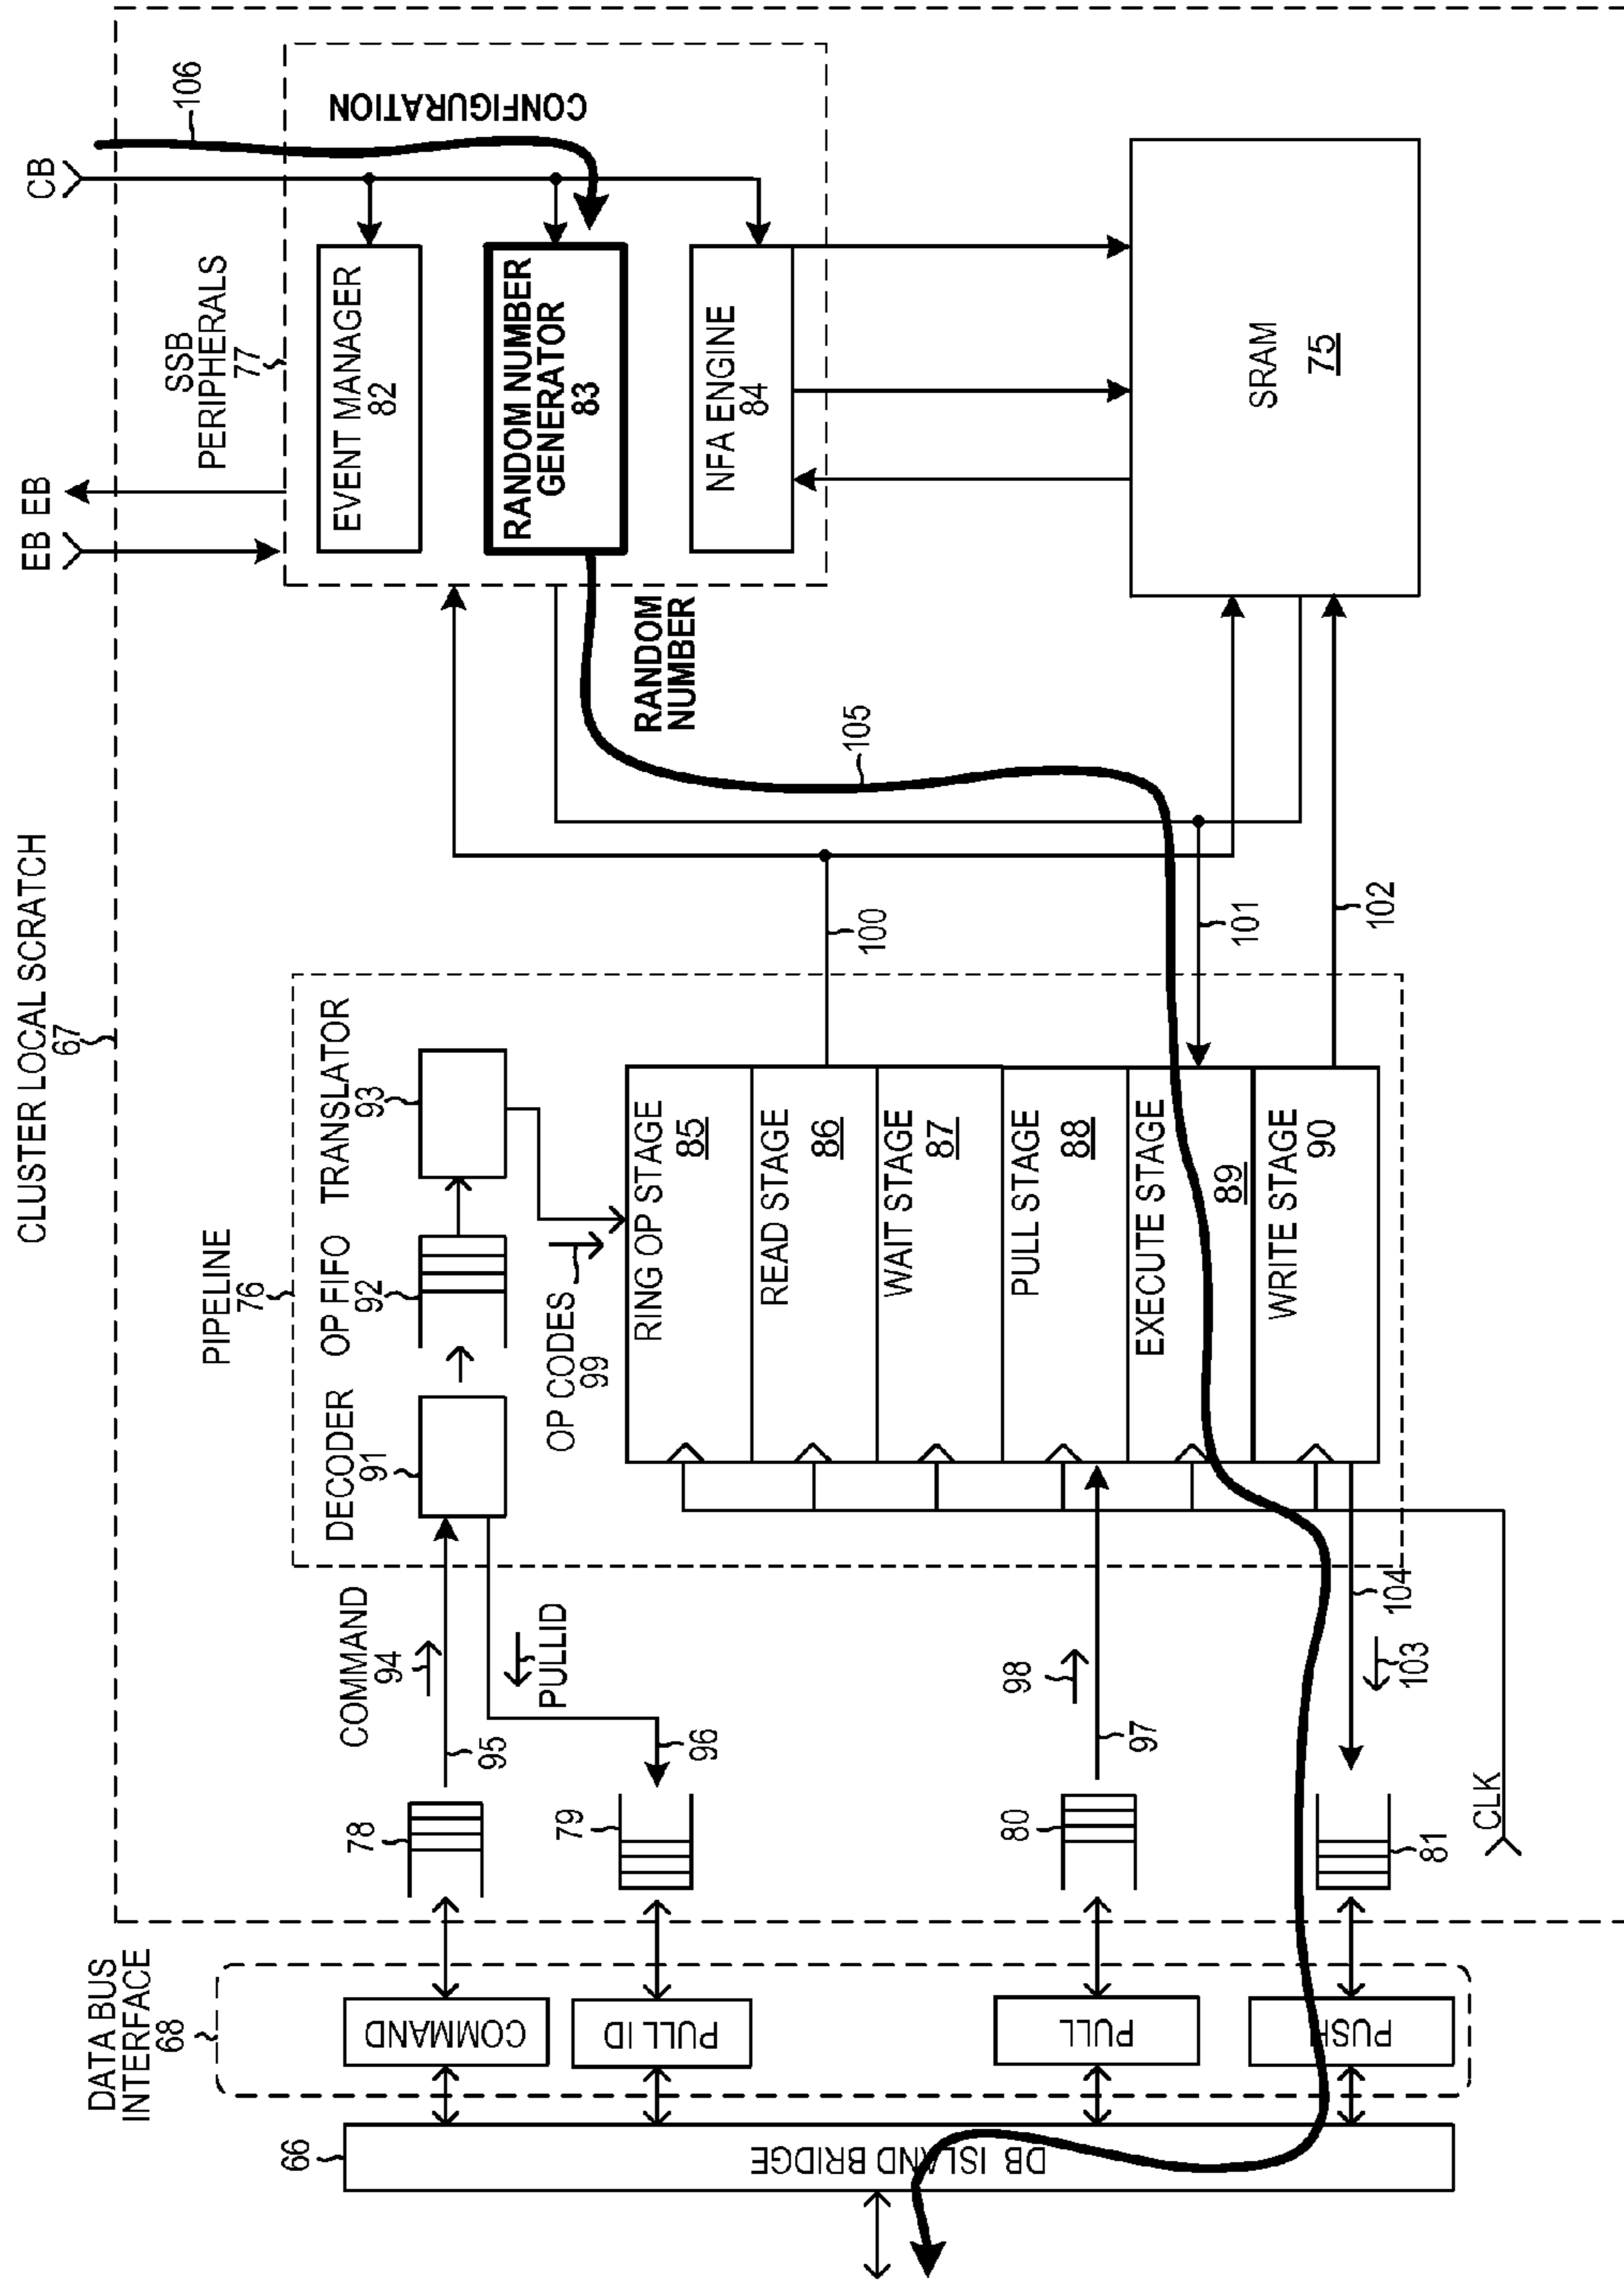 CLUSTER LOCAL SCRATCH
67
EB
EB
CB
106
SSB
PERIPHERALS
77
CONFIGURATION
EVENT MANAGER
82
RANDOM NUMBER
GENERATOR
83
NFA ENGINE
84
RANDOM
NUMBER
105
SRAM
75
100
101
102
PIPELINE
76
DECODER
91
OP FIFO
92
TRANSLATOR
93
OP CODES
99
RING OP STAGE
85
READ STAGE
86
WAIT STAGE
87
PULL STAGE
88
EXECUTE STAGE
89
WRITE STAGE
90
COMMAND
94
95
PULLID
96
78
79
98
97
80
104
103
81
CLK
DATA BUS
INTERFACE
68
COMMAND
PULL ID
PULL
PUSH
66
DB ISLAND BRIDGE